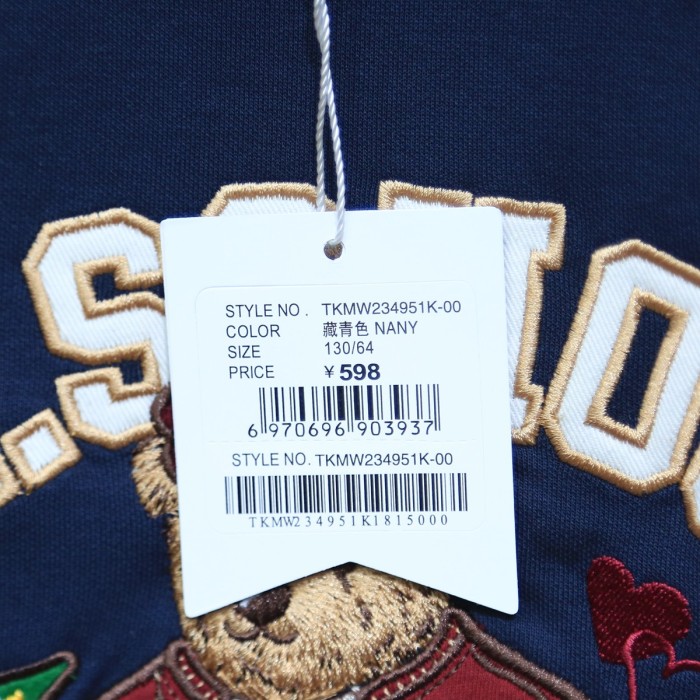 .S
IO
STYLE NO. TKMW234951K-00
COLOR 藏青色 NANY
SIZE 130/64
PRICE ¥ 598
6 970696 903937
STYLE NO. TKMW234951K-00
TKMW234951K1815000